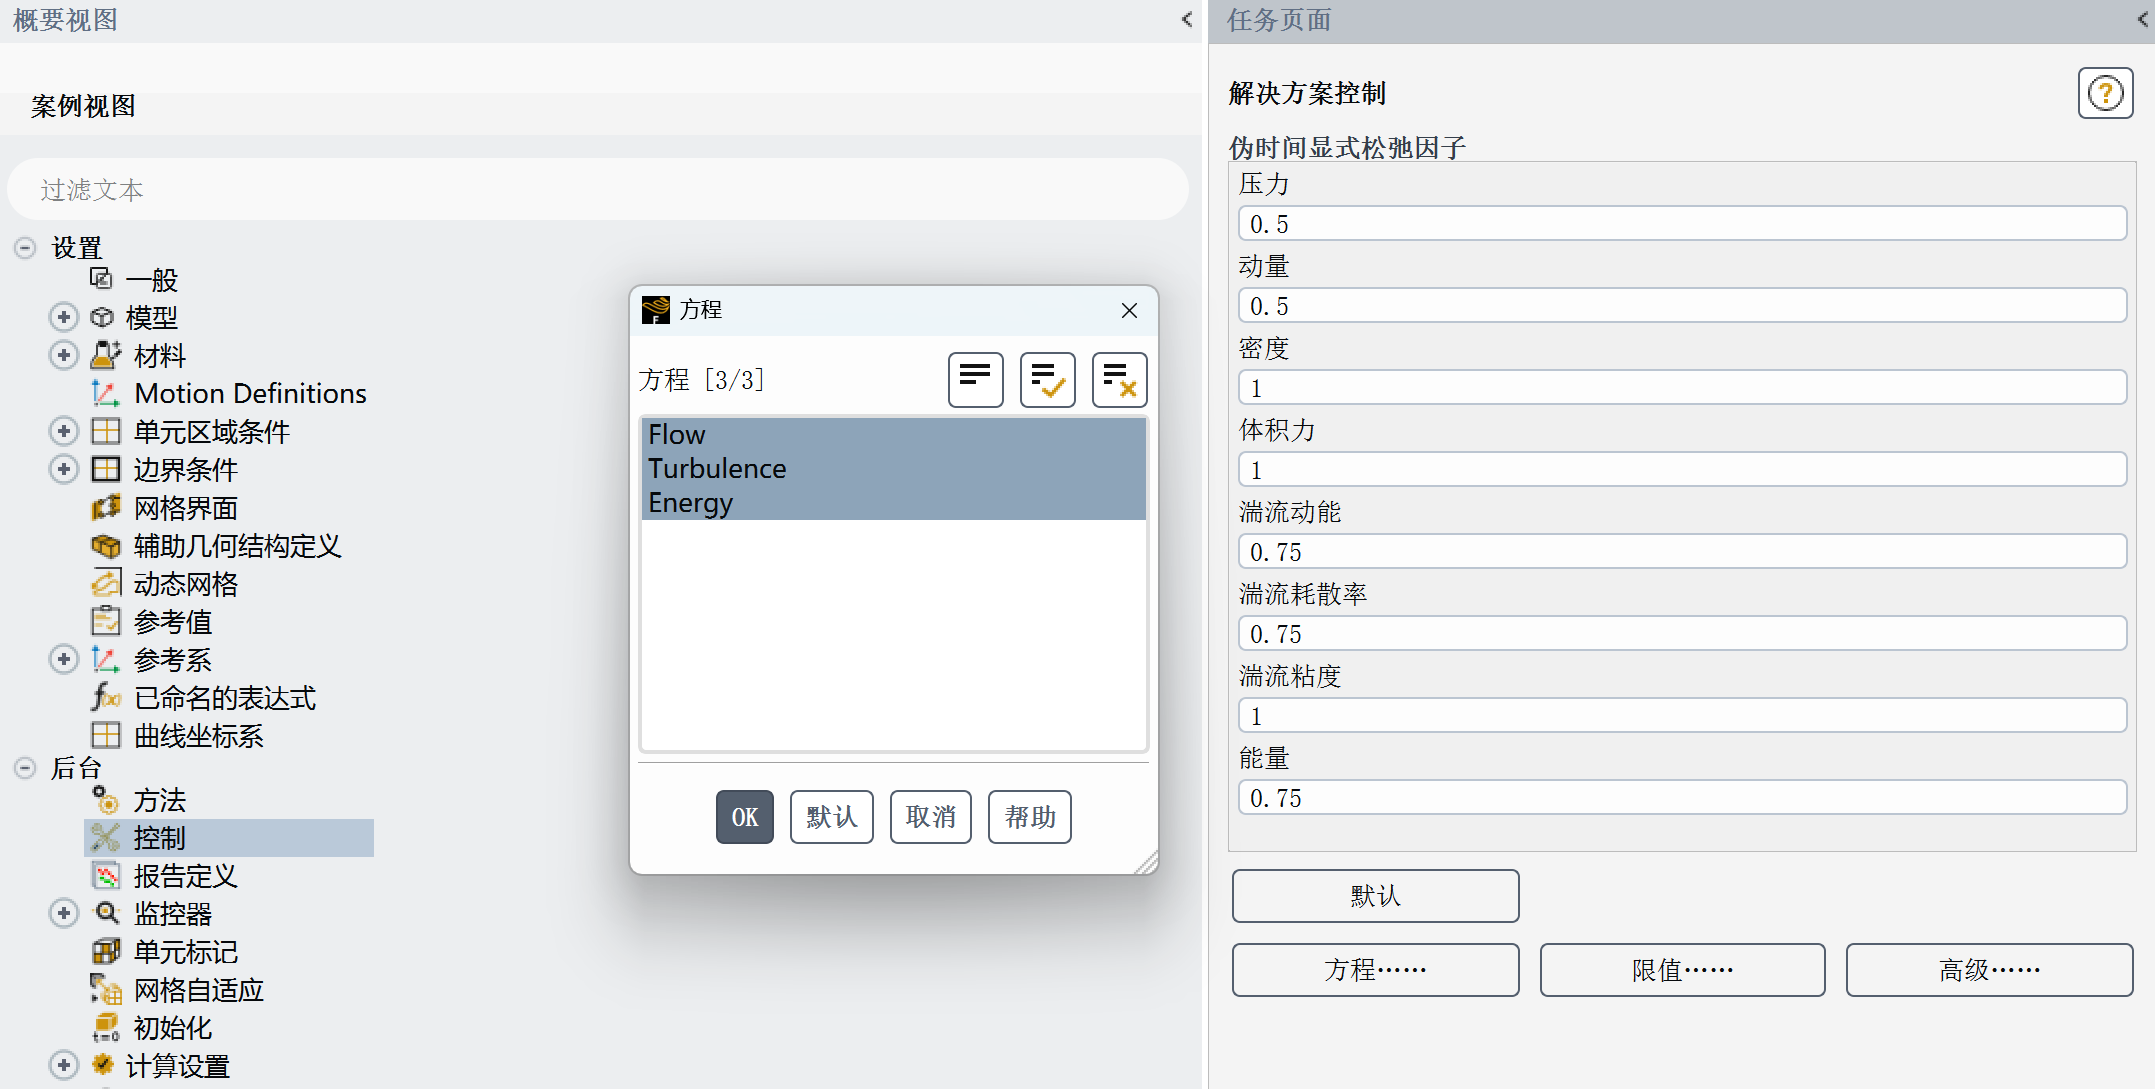 概要视图
案例视图
过滤文本
设置
一般
模型
材料
Motion Definitions
单元区域条件
边界条件
网格界面
辅助几何结构定义
动态网格
参考值
参考系
已命名的表达式
曲线坐标系
后台
方法
控制
报告定义
监控器
单元标记
网格自适应
初始化
计算设置
方程
方程 [3/3]
Flow
Turbulence
Energy
OK 默认 取消 帮助
任务页面
解决方案控制
伪时间显式松弛因子
压力
0.5
动量
0.5
密度
1
体积力
1
湍流动能
0.75
湍流耗散率
0.75
湍流粘度
1
能量
0.75
默认
方程…… 限值…… 高级……